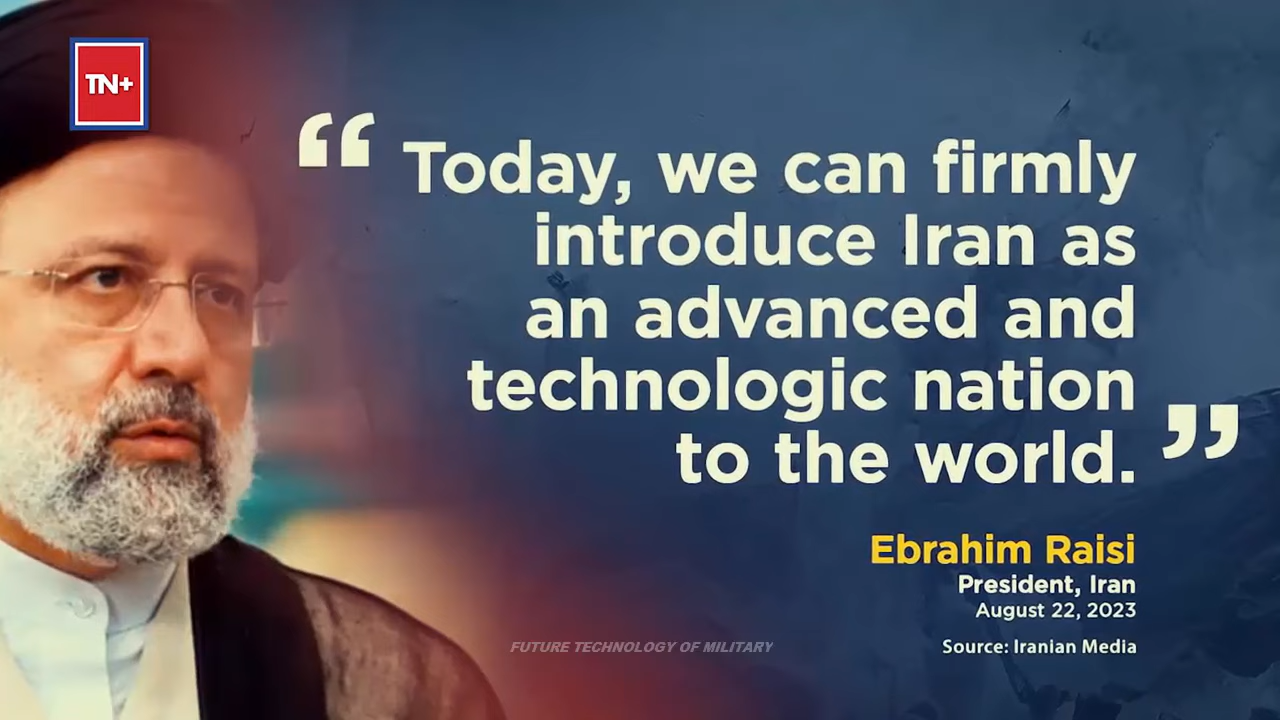 TN+
“Today, we can firmly
introduce Iran as
an advanced and
technologic nation
to the world.”
Ebrahim Raisi
President, Iran
August 22, 2023
Source: Iranian Media
FUTURE TECHNOLOGY OF MILITARY